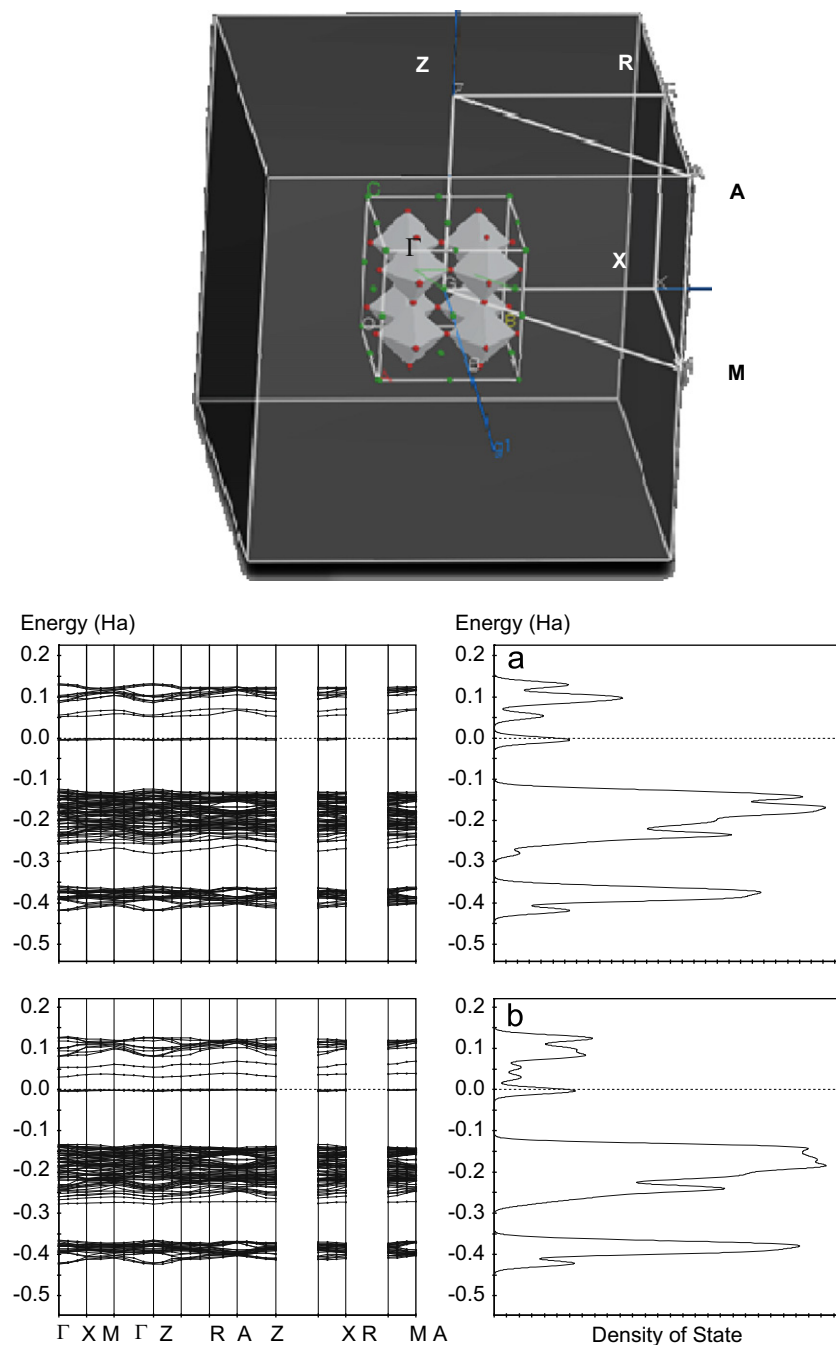 Z R
Z
A
C
Γ
X
G X
B
M
g1
Energy (Ha) Energy (Ha)
0.2 0.2
a
0.1 0.1
0.0 0.0
-0.1 -0.1
-0.2 -0.2
-0.3 -0.3
-0.4 -0.4
-0.5 -0.5
0.2 0.2
b
0.1 0.1
0.0 0.0
-0.1 -0.1
-0.2 -0.2
-0.3 -0.3
-0.4 -0.4
-0.5 -0.5
Γ X M Γ Z R A Z X R M A Density of State